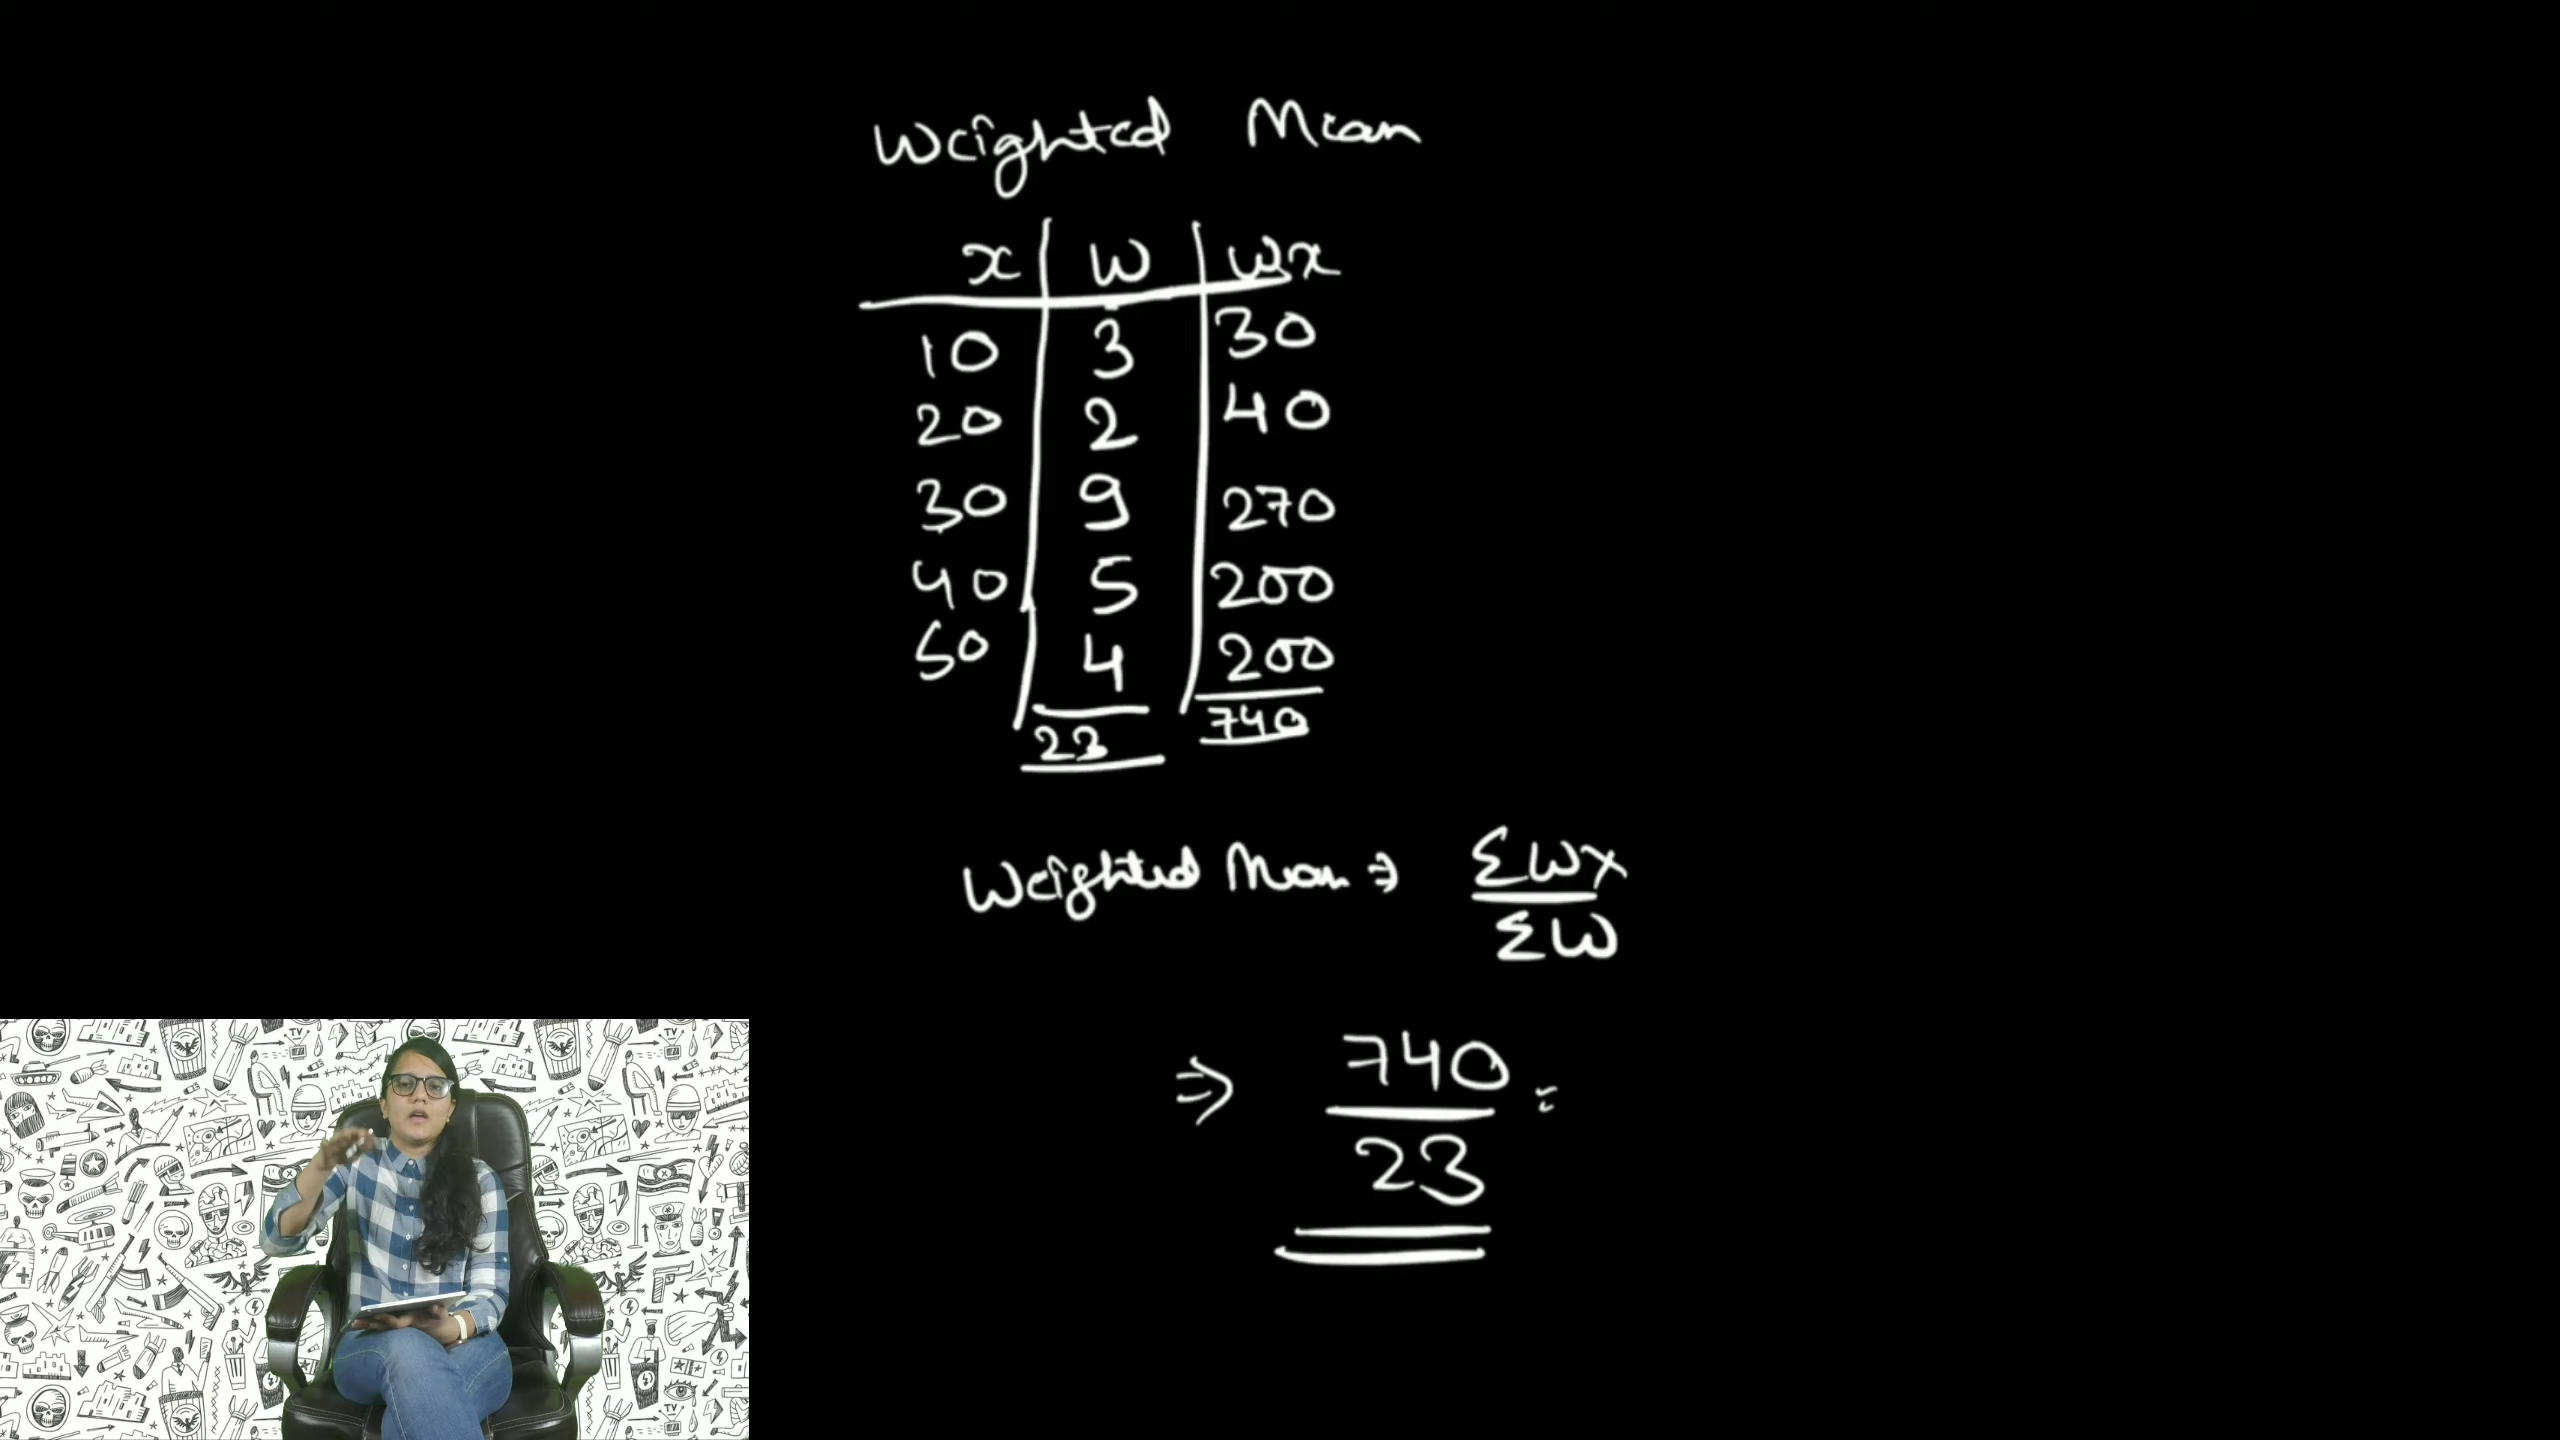 Weighted Mean
x W Wx
10 3 30
20 2 40
30 9 270
40 5 200
50 4 200
23 740
Weighted Mean ⇒ ΣWx
ΣW
⇒ 740 =
23